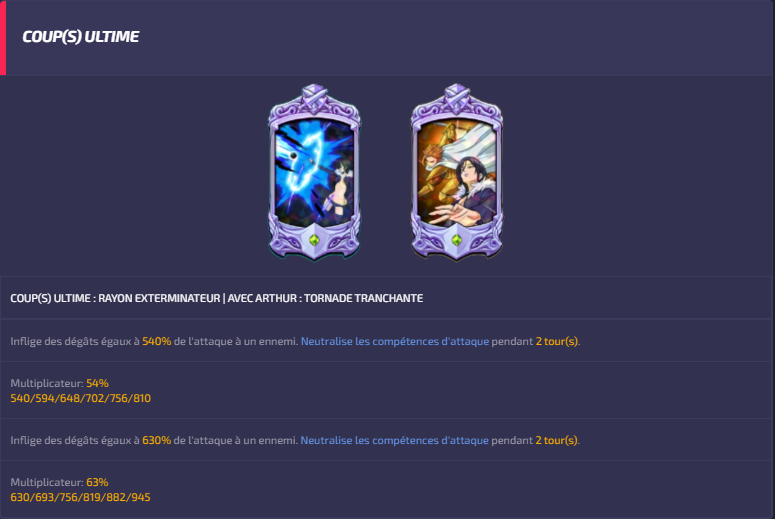 COUP(S) ULTIME
COUP(S) ULTIME : RAYON EXTERMINATEUR | AVEC ARTHUR : TORNADE TRANCHANTE
Inflige des dégâts égaux à 540% de l'attaque à un ennemi. Neutralise les compétences d'attaque pendant 2 tour(s).
Multiplicateur: 54%
540/594/648/702/756/810
Inflige des dégâts égaux à 630% de l'attaque à un ennemi. Neutralise les compétences d'attaque pendant 2 tour(s).
Multiplicateur: 63%
630/693/756/819/882/945